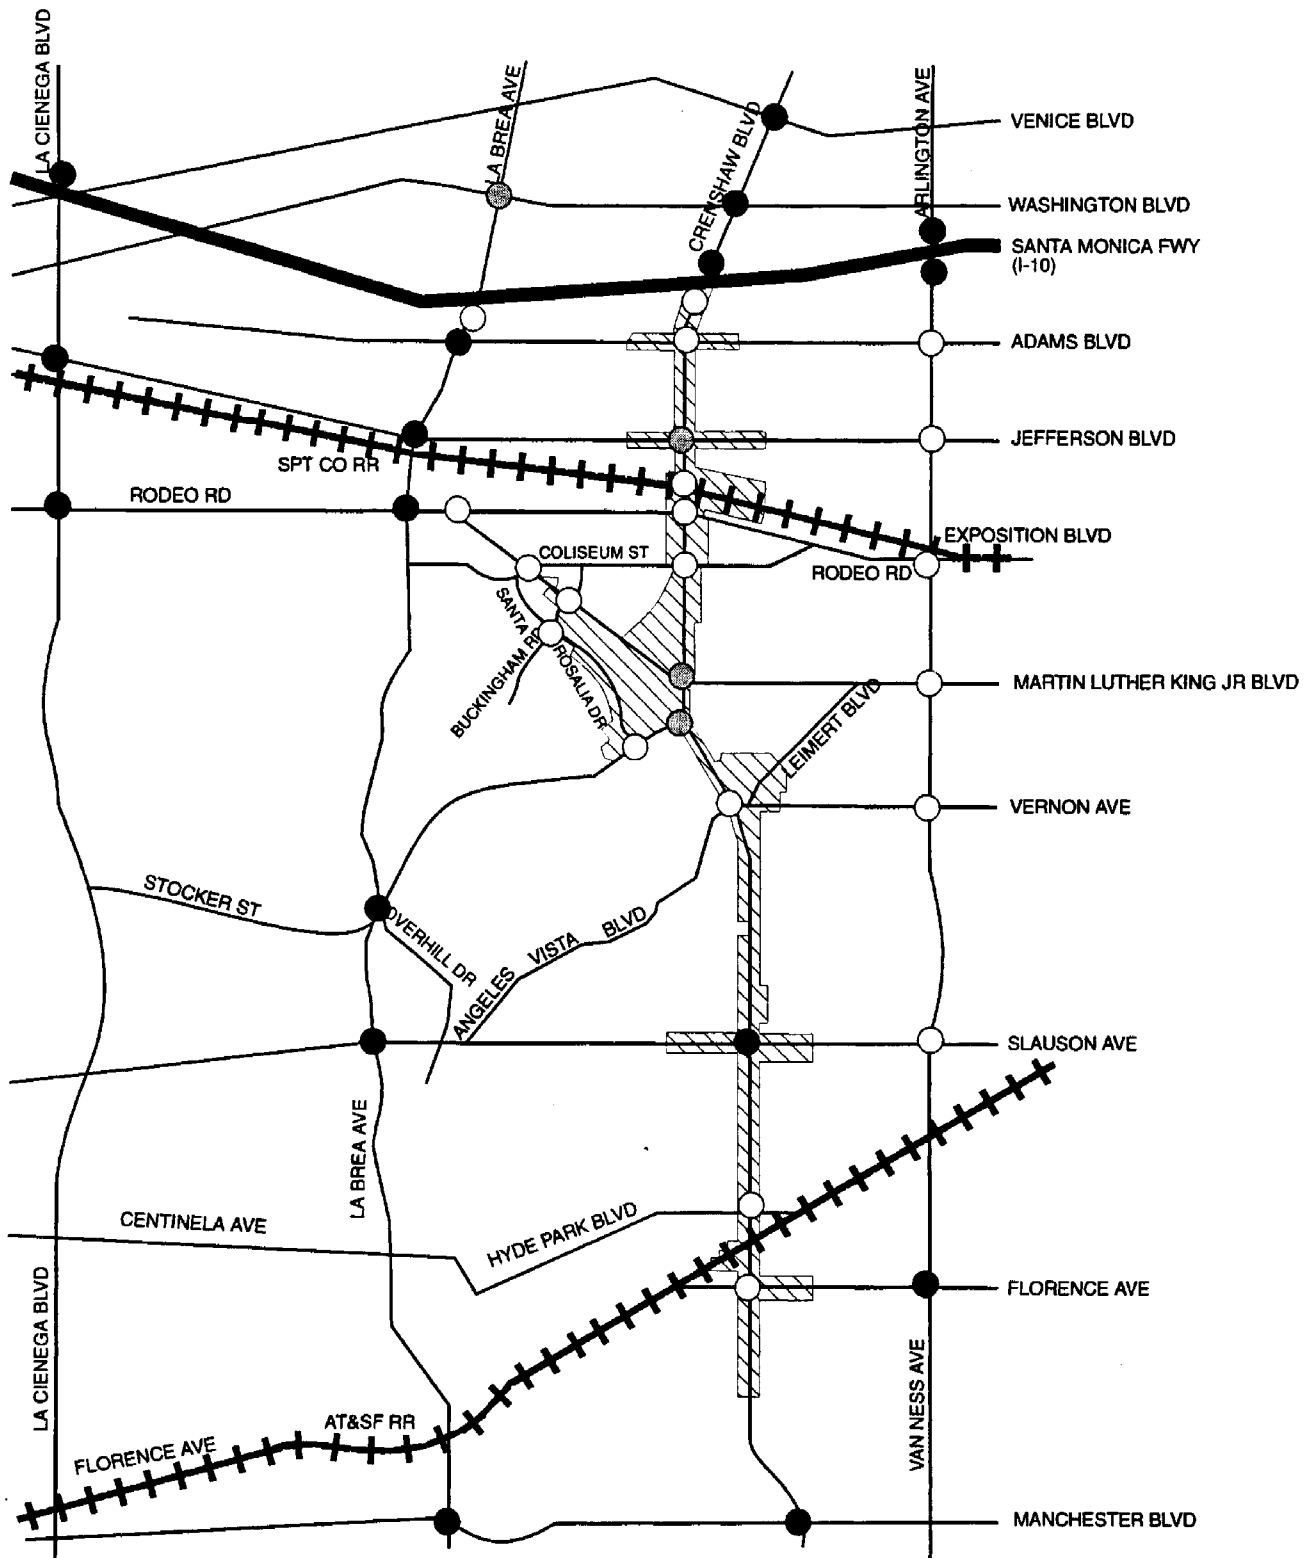 LA CIENEGA BLVD
LA BREA AVE
CRENSHAW BLVD
ARLINGTON AVE
VENICE BLVD
WASHINGTON BLVD
SANTA MONICA FWY
(I-10)
ADAMS BLVD
JEFFERSON BLVD
SPT CO RR
RODEO RD
EXPOSITION BLVD
COLISEUM ST
RODEO RD
SANTA
ROSALIA DR
BUCKINGHAM RD
MARTIN LUTHER KING JR BLVD
LEIMERT BLVD
VERNON AVE
STOCKER ST
OVERHILL DR
ANGELES VISTA BLVD
SLAUSON AVE
LA BREA AVE
CENTINELA AVE
HYDE PARK BLVD
FLORENCE AVE
LA CIENEGA BLVD
VAN NESS AVE
AT&SF RR
FLORENCE AVE
MANCHESTER BLVD